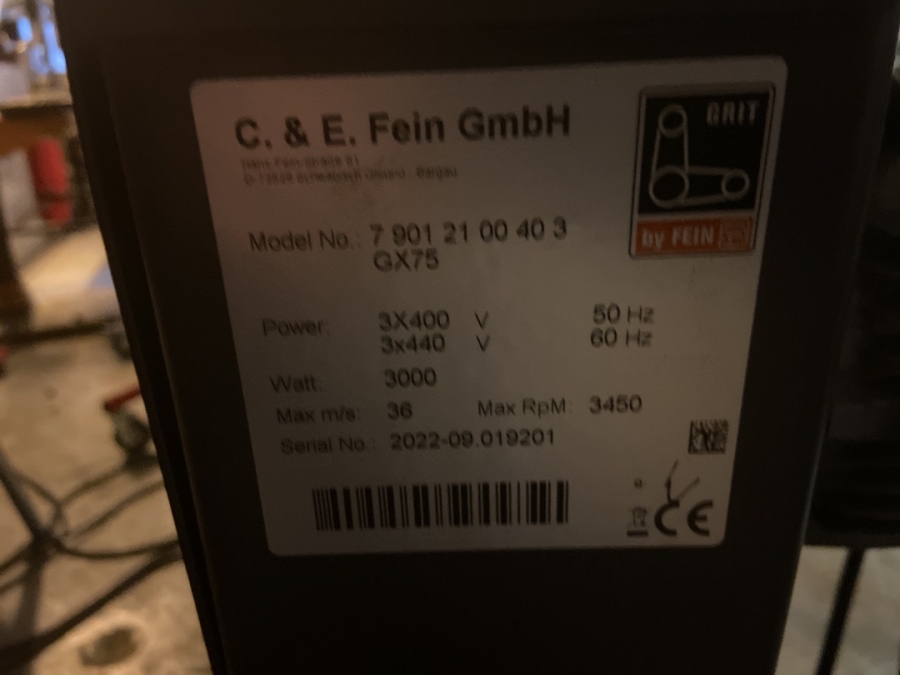 C. & E. Fein GmbH
GRIT
by FEIN
Model No.: 7 901 21 00 40 3
GX75
Power: 3X400 V 50 Hz
3x440 V 60 Hz
Watt: 3000
Max m/s: 36 Max RpM: 3450
Serial No.: 2022-09.019201
CE